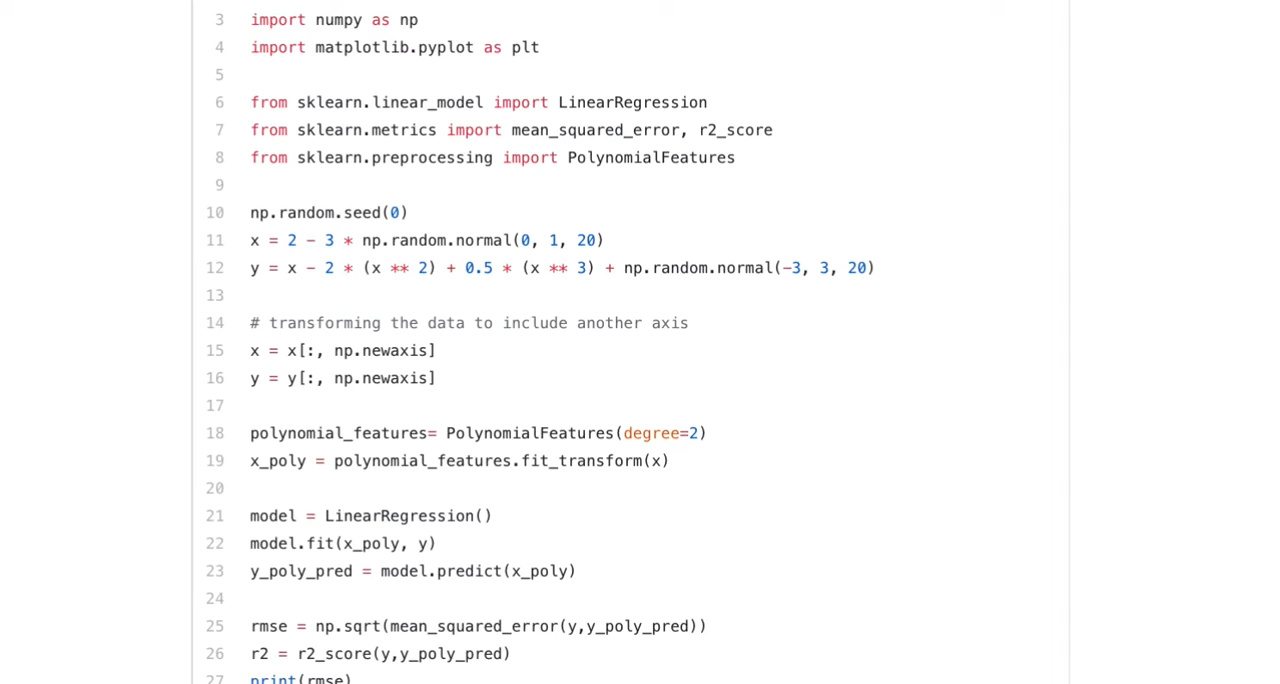 3 import numpy as np
4 import matplotlib.pyplot as plt
5
6 from sklearn.linear_model import LinearRegression
7 from sklearn.metrics import mean_squared_error, r2_score
8 from sklearn.preprocessing import PolynomialFeatures
9
10 np.random.seed(0)
11 x = 2 - 3 * np.random.normal(0, 1, 20)
12 y = x - 2 * (x ** 2) + 0.5 * (x ** 3) + np.random.normal(-3, 3, 20)
13
14 # transforming the data to include another axis
15 x = x[:, np.newaxis]
16 y = y[:, np.newaxis]
17
18 polynomial_features= PolynomialFeatures(degree=2)
19 x_poly = polynomial_features.fit_transform(x)
20
21 model = LinearRegression()
22 model.fit(x_poly, y)
23 y_poly_pred = model.predict(x_poly)
24
25 rmse = np.sqrt(mean_squared_error(y,y_poly_pred))
26 r2 = r2_score(y,y_poly_pred)
27 print(rmse)